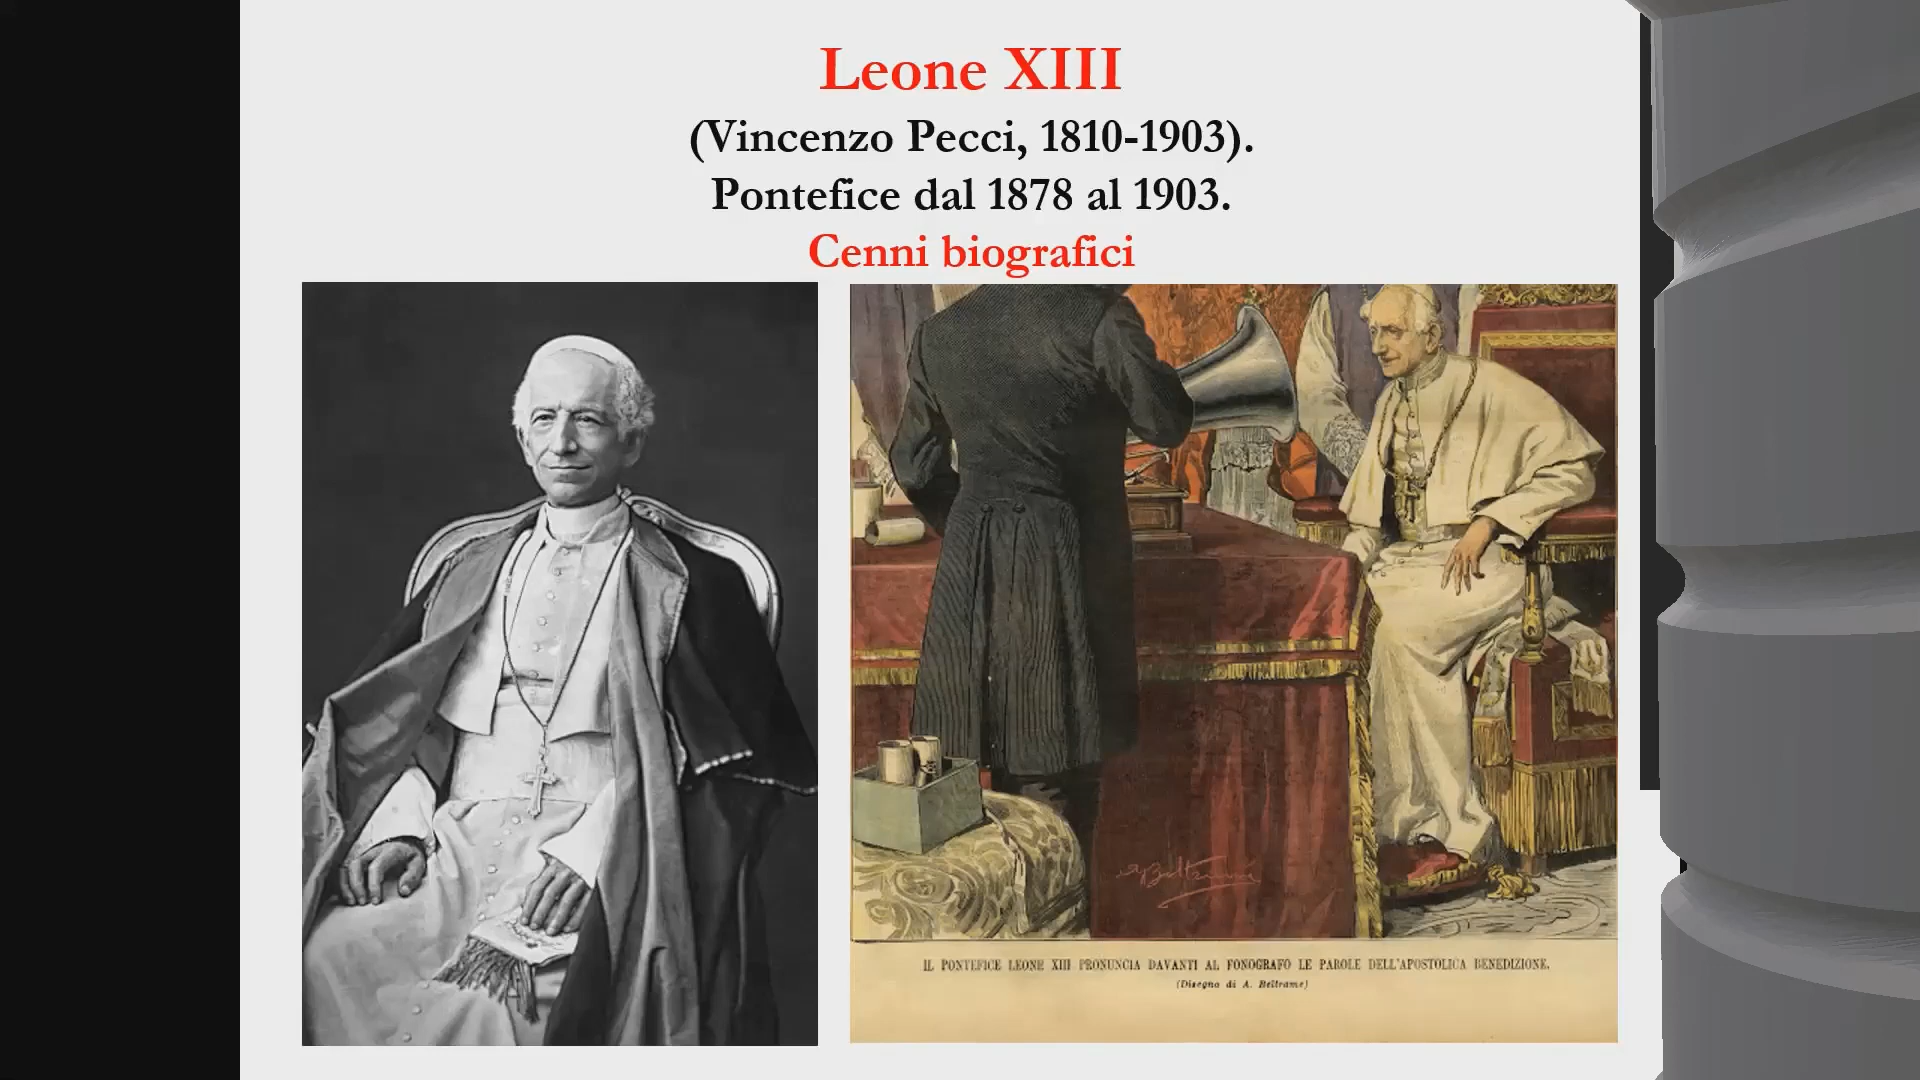 Leone XIII
(Vincenzo Pecci, 1810-1903).
Pontefice dal 1878 al 1903.
Cenni biografici
A. Beltrame
IL PONTEFICE LEONE XIII PRONUNCIA DAVANTI AL FONOGRAFO LE PAROLE DELL'APOSTOLICA BENEDIZIONE.
(Disegno di A. Beltrame)